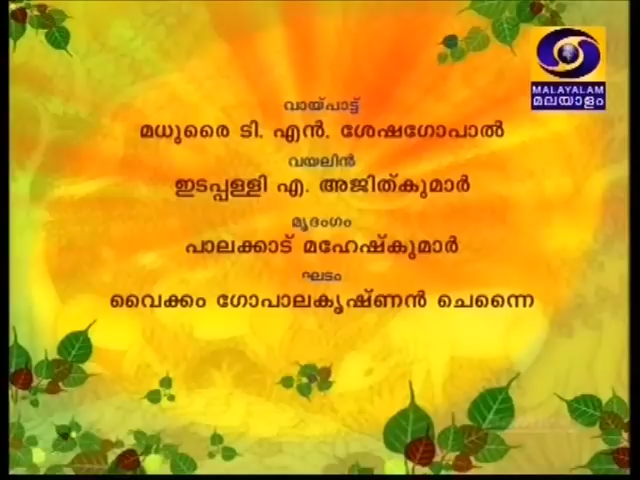 MALAYALAM
മലയാളം
വായ്പാട്ട്
മധുരൈ ടി. എൻ. ശേഷഗോപാൽ
വയലിൻ
ഇടപ്പള്ളി എ. അജിത്കുമാർ
മൃദംഗം
പാലക്കാട് മഹേഷ്കുമാർ
ഘടം
വൈക്കം ഗോപാലകൃഷ്ണൻ ചെന്നൈ